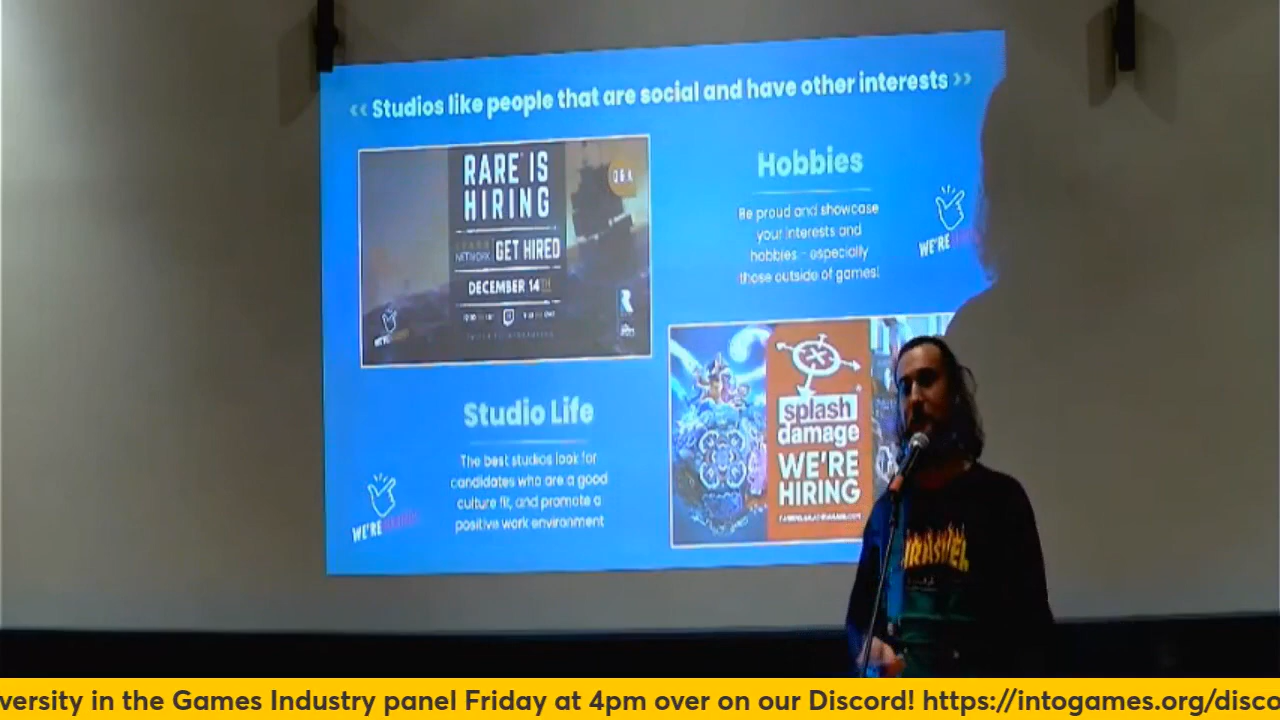 << Studios like people that are social and have other interests >>
RARE IS
HIRING
Q&A
NETWORK GET HIRED
DECEMBER 14TH
Hobbies
Be proud and showcase
your interests and
hobbies - especially
those outside of games!
WE'RE
Studio Life
The best studios look for
candidates who are a good
culture fit, and promote a
positive work environment
WE'RE
splash
damage
WE'RE
HIRING
THRASHER
versity in the Games Industry panel Friday at 4pm over on our Discord! https://intogames.org/disco